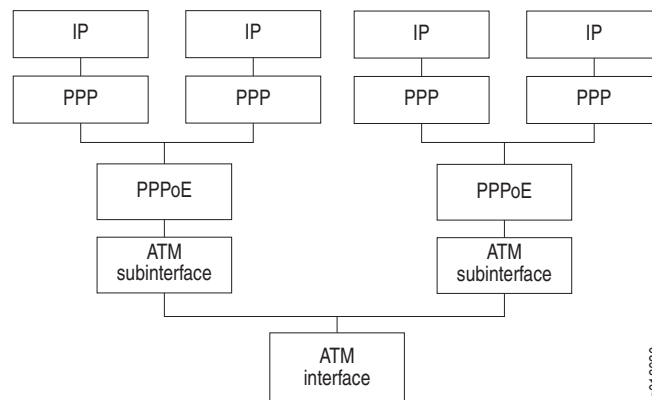 IP
IP
IP
IP
PPP
PPP
PPP
PPP
PPPoE
PPPoE
ATM
subinterface
ATM
subinterface
ATM
interface